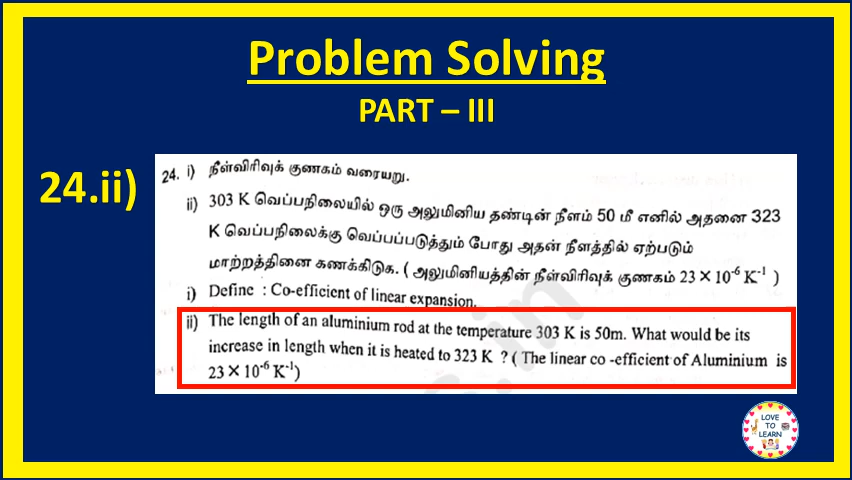 Problem Solving
PART – III
24.ii)
24. i) நீள்விரிவுக் குணகம் வரையறு.
ii) 303 K வெப்பநிலையில் ஒரு அலுமினிய தண்டின் நீளம் 50 மீ எனில் அதனை 323
K வெப்பநிலைக்கு வெப்பப்படுத்தும் போது அதன் நீளத்தில் ஏற்படும்
மாற்றத்தினை கணக்கிடுக. ( அலுமினியத்தின் நீள்விரிவுக் குணகம் 23 × 10⁻⁶ K⁻¹ )
i) Define : Co-efficient of linear expansion.
ii) The length of an aluminium rod at the temperature 303 K is 50m. What would be its
increase in length when it is heated to 323 K ? ( The linear co -efficient of Aluminium is
23 × 10⁻⁶ K⁻¹)
LOVE
TO
LEARN